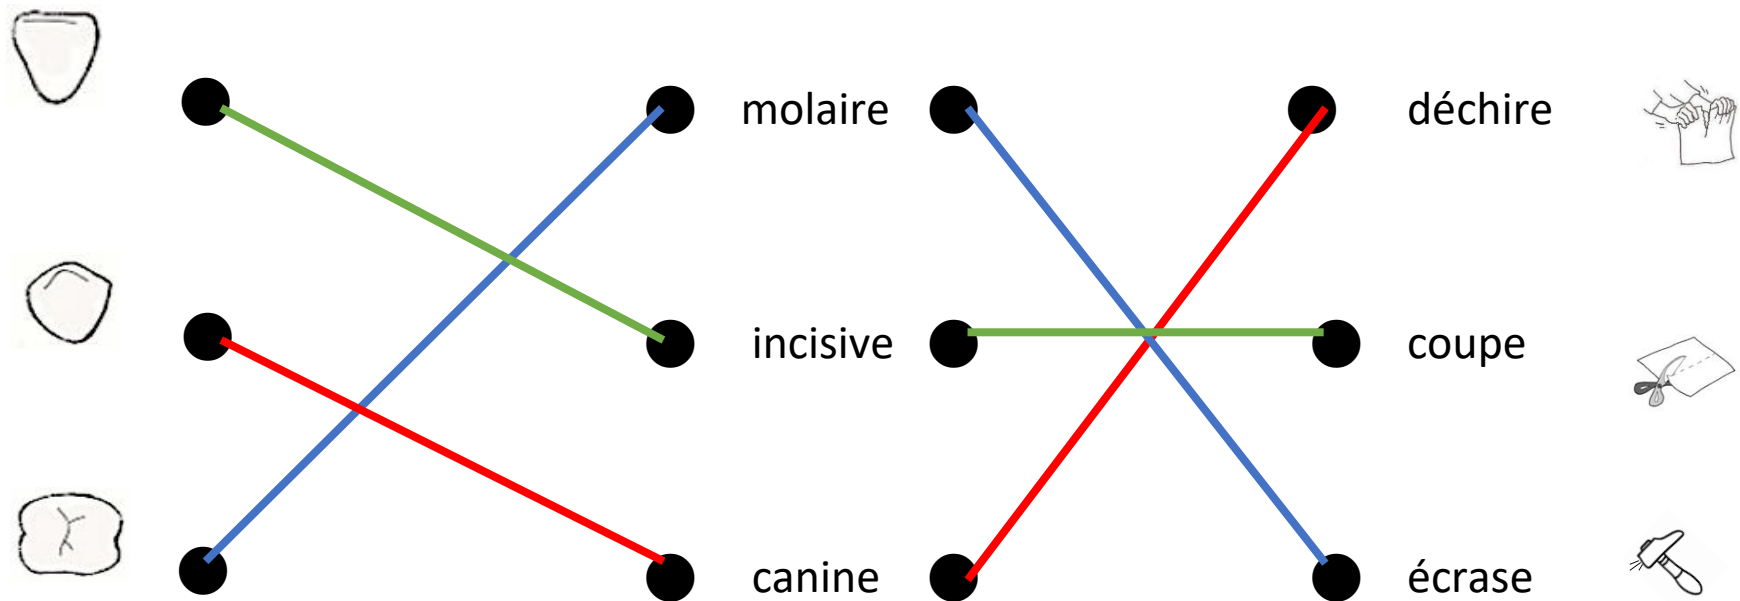 molaire
déchire
incisive
coupe
canine
écrase